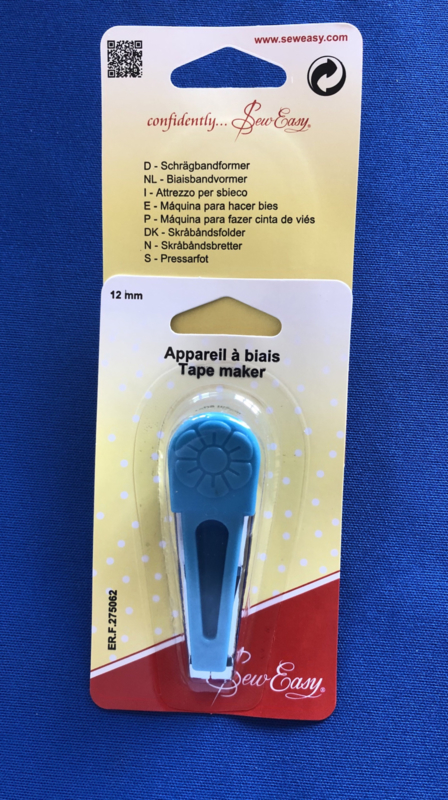 www.seweasy.com
confidently... Sew Easy®
D - Schrägbandformer
NL - Biaisbandvormer
I - Attrezzo per sbieco
E - Máquina para hacer bies
P - Máquina para fazer cinta de viés
DK - Skråbåndsfolder
N - Skråbåndsbretter
S - Pressarfot
12 mm
Appareil à biais
Tape maker
ER.F.275062
Sew Easy®